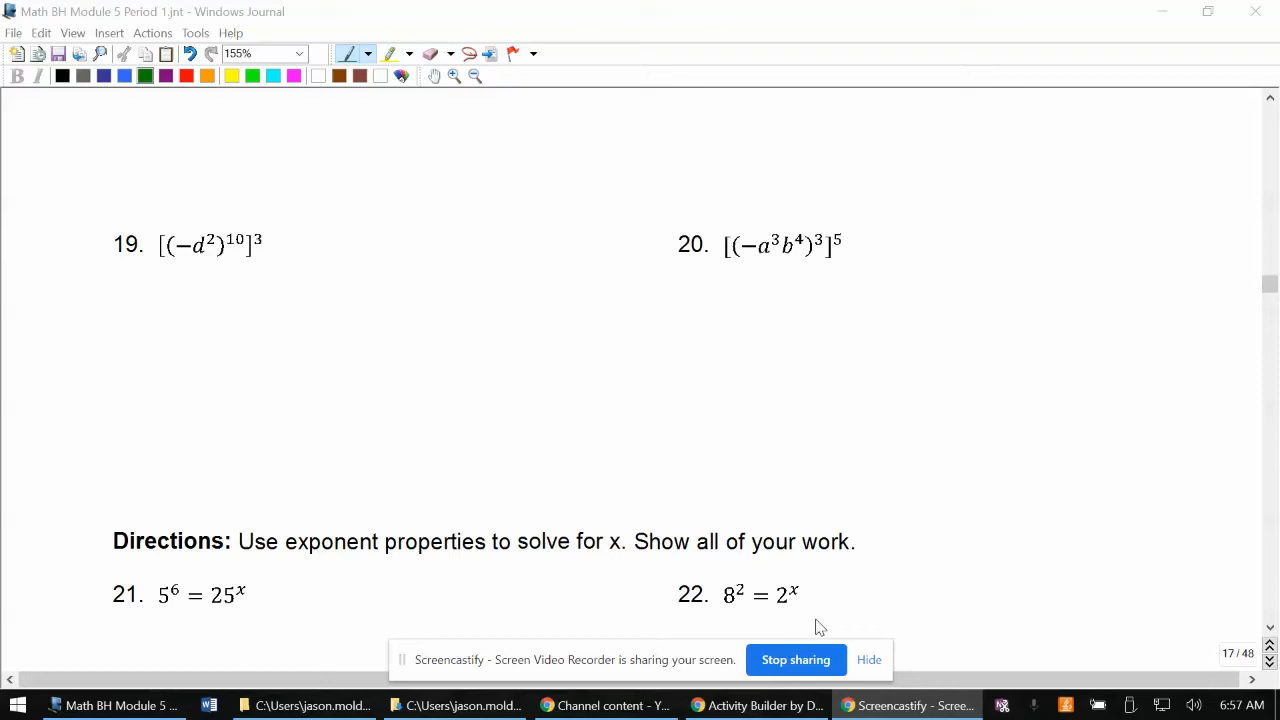 Math BH Module 5 Period 1.jnt - Windows Journal
File Edit View Insert Actions Tools Help
155%
B I
19. [(−d²)¹⁰]³
20. [(−a³b⁴)³]⁵
Directions: Use exponent properties to solve for x. Show all of your work.
21. 5⁶ = 25ˣ
22. 8² = 2ˣ
Screencastify - Screen Video Recorder is sharing your screen. Stop sharing Hide
17 / 48
Math BH Module 5 ... C:\Users\jason.mold... C:\Users\jason.mold... Channel content - Y... Activity Builder by D... Screencastify - Scree... 6:57 AM